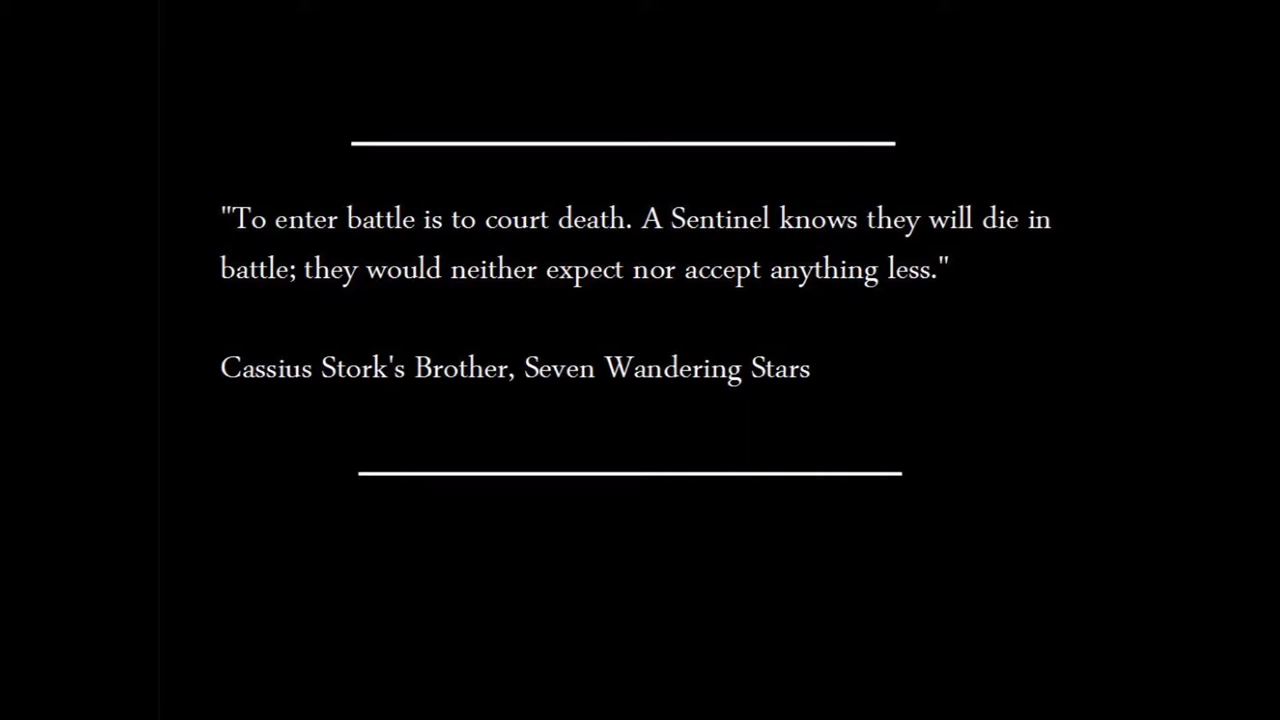 "To enter battle is to court death. A Sentinel knows they will die in
battle; they would neither expect nor accept anything less."
Cassius Stork's Brother, Seven Wandering Stars